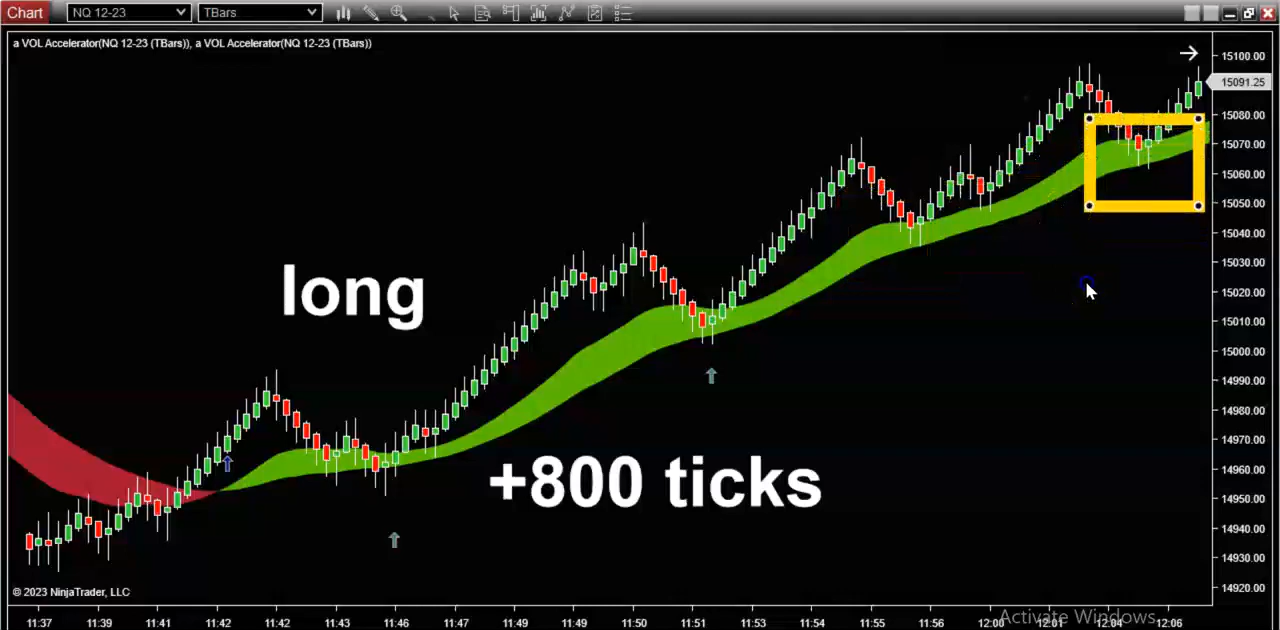 Chart NQ 12-23 TBars
a VOL Accelerator(NQ 12-23 (TBars)), a VOL Accelerator(NQ 12-23 (TBars))
15100.00
15091.25
15080.00
15070.00
15060.00
15050.00
15040.00
15030.00
15020.00
15010.00
15000.00
14990.00
14980.00
14970.00
14960.00
14950.00
14940.00
14930.00
14920.00
long
+800 ticks
© 2023 NinjaTrader, LLC
Activate Windows
11:37 11:39 11:41 11:42 11:42 11:43 11:46 11:47 11:49 11:49 11:50 11:51 11:53 11:54 11:55 11:56 12:00 12:01 12:04 12:06